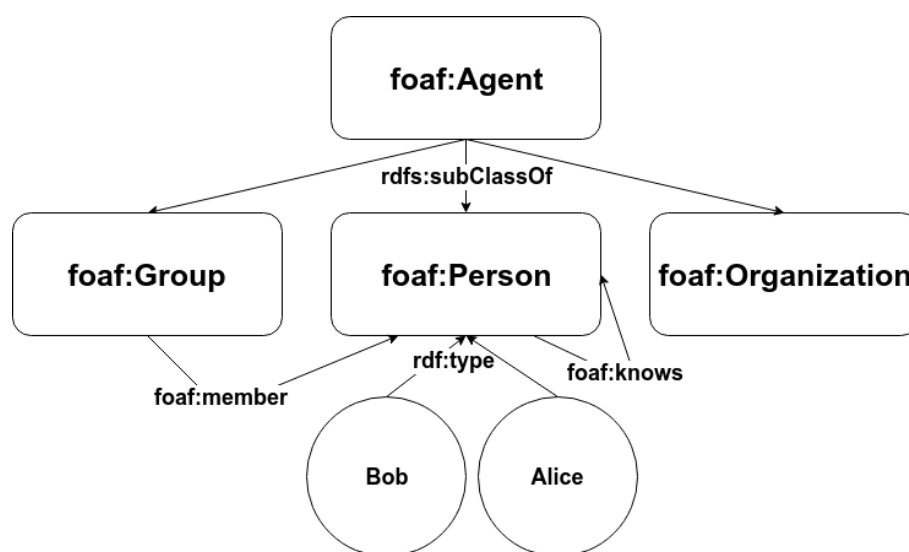 foaf:Agent
rdfs:subClassOf
foaf:Group
foaf:Person
foaf:Organization
rdf:type
foaf:knows
foaf:member
Bob
Alice